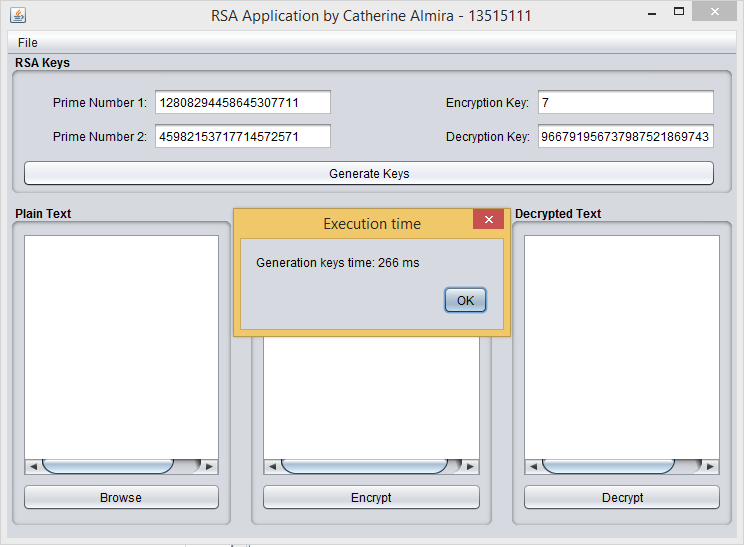 RSA Application by Catherine Almira - 13515111
File
RSA Keys
Prime Number 1: 12808294458645307711
Encryption Key: 7
Prime Number 2: 45982153717714572571
Decryption Key: 966791956737987521869743
Generate Keys
Plain Text
Decrypted Text
Execution time
Generation keys time: 266 ms
OK
Browse
Encrypt
Decrypt